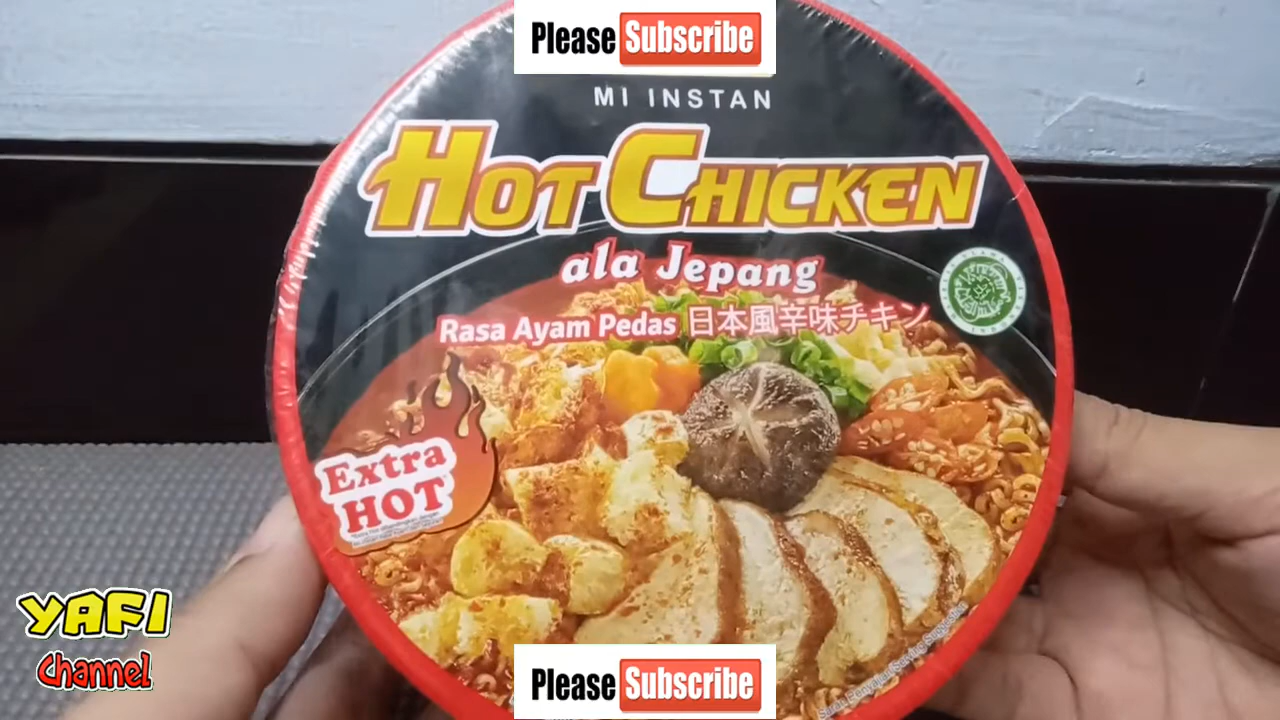 Please Subscribe
MI INSTAN
HOT CHICKEN
ala Jepang
Rasa Ayam Pedas 日本風辛味チキン
Extra
HOT
YAFI
Channel
Please Subscribe